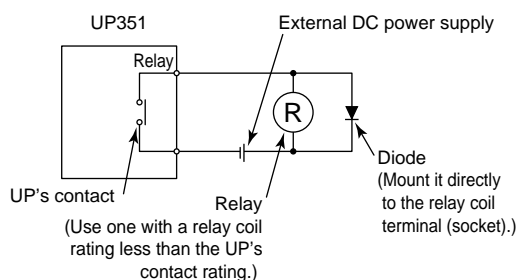 UP351
External DC power supply
Relay
R
Diode
(Mount it directly
to the relay coil
terminal (socket).)
UP's contact
Relay
(Use one with a relay coil
rating less than the UP's
contact rating.)